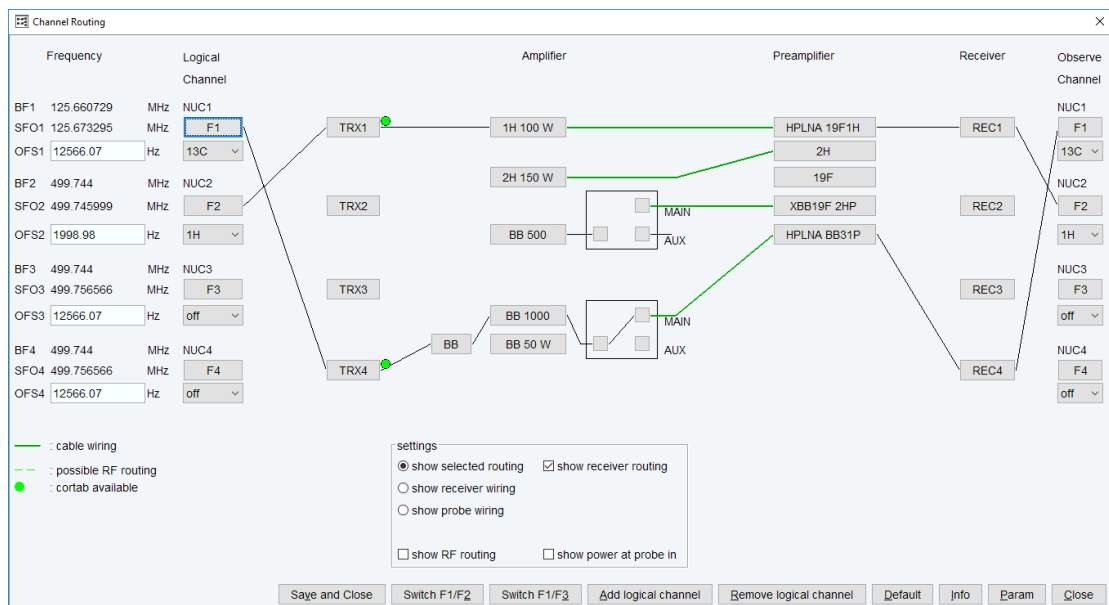 Channel Routing
Frequency Logical Channel Amplifier Preamplifier Receiver Observe Channel
BF1 125.660729 MHz NUC1 NUC1
SFO1 125.673295 MHz F1 TRX1 1H 100 W HPLNA 19F1H REC1 F1
OFS1 12566.07 Hz 13C 2H 13C
2H 150 W 19F
BF2 499.744 MHz NUC2 NUC2
SFO2 499.745999 MHz F2 TRX2 MAIN XBB19F 2HP REC2 F2
OFS2 1998.98 Hz 1H BB 500 AUX HPLNA BB31P 1H
BF3 499.744 MHz NUC3 NUC3
SFO3 499.756566 MHz F3 TRX3 REC3 F3
OFS3 12566.07 Hz off BB 1000 MAIN off
BB BB 50 W AUX
BF4 499.744 MHz NUC4 NUC4
SFO4 499.756566 MHz F4 TRX4 REC4 F4
OFS4 12566.07 Hz off off
: cable wiring
: possible RF routing
: cortab available
settings
show selected routing show receiver routing
show receiver wiring
show probe wiring
show RF routing show power at probe in
Save and Close Switch F1/F2 Switch F1/F3 Add logical channel Remove logical channel Default Info Param Close